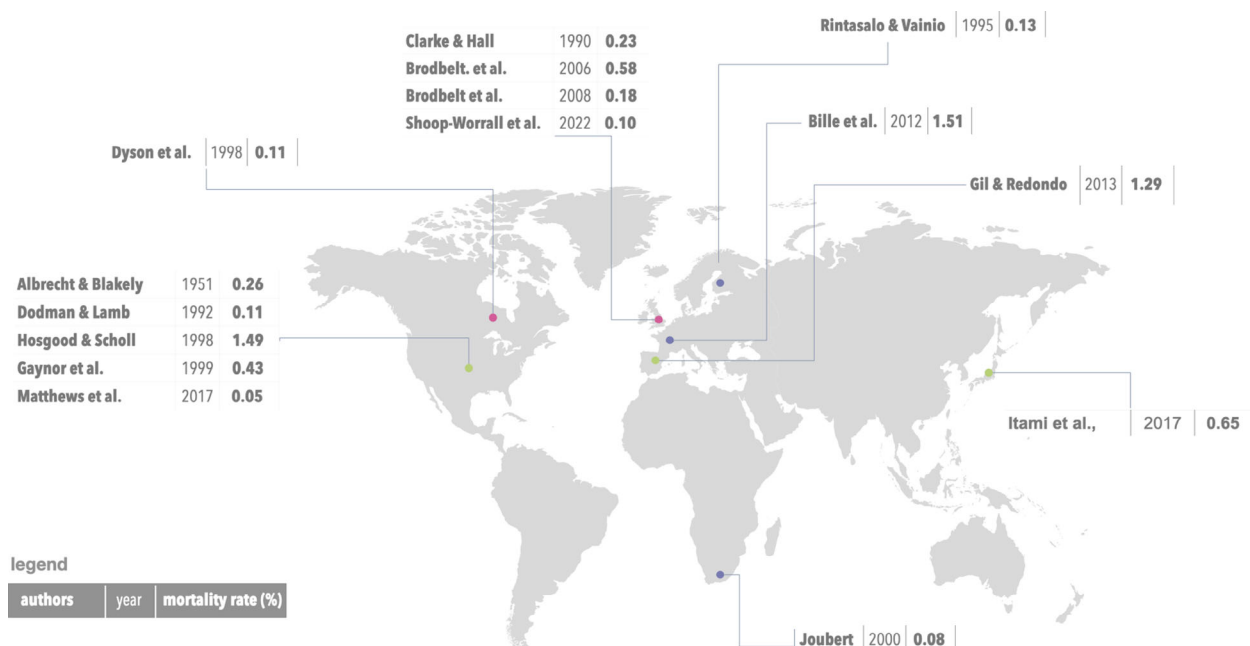 Rintasalo & Vainio 1995 0.13
Clarke & Hall 1990 0.23
Brodbelt. et al. 2006 0.58
Brodbelt et al. 2008 0.18
Shoop-Worrall et al. 2022 0.10
Bille et al. 2012 1.51
Dyson et al. 1998 0.11
Gil & Redondo 2013 1.29
Albrecht & Blakely 1951 0.26
Dodman & Lamb 1992 0.11
Hosgood & Scholl 1998 1.49
Gaynor et al. 1999 0.43
Matthews et al. 2017 0.05
Itami et al., 2017 0.65
legend
authors year mortality rate (%)
Joubert 2000 0.08